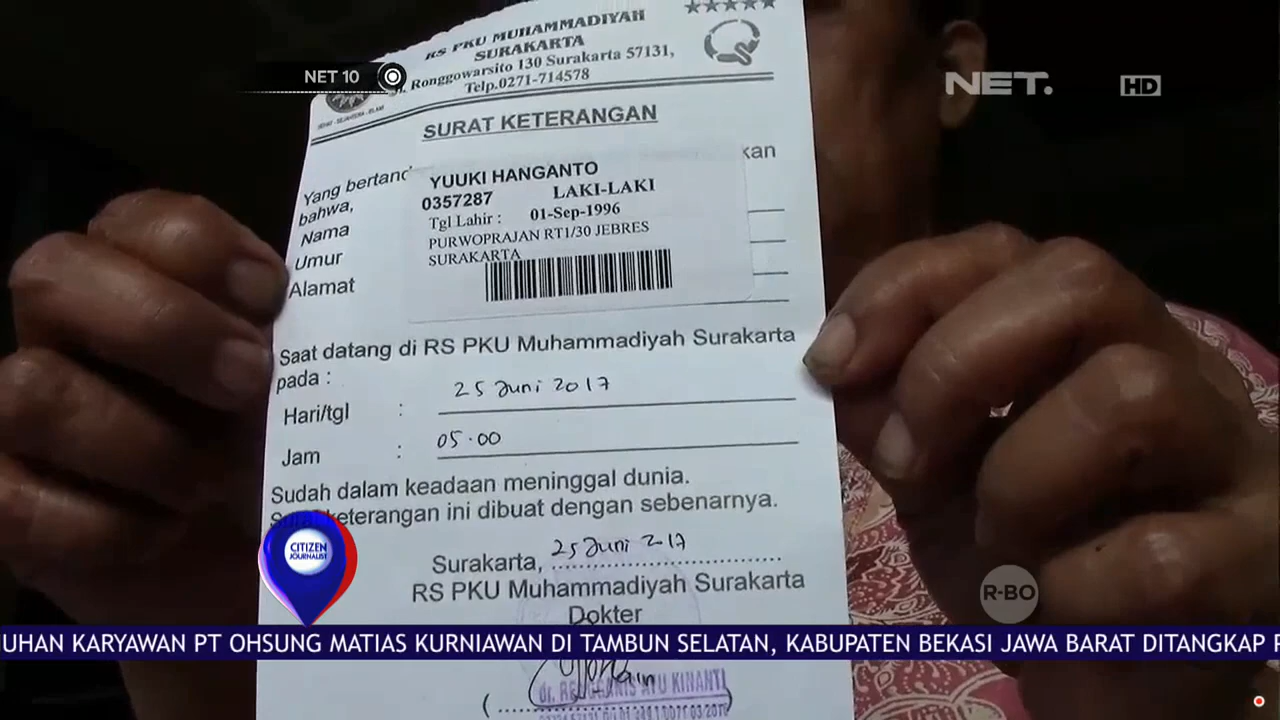 RS PKU MUHAMMADIYAH
SURAKARTA
Ronggowarsito 130 Surakarta 57131,
Telp.0271-714578
NET 10
NET.
HD
SURAT KETERANGAN
Yang
bahwa,
YUUKI HANGANTO
0357287 LAKI-LAKI
Tgl Lahir : 01-Sep-1996
PURWOPRAJAN RT1/30 JEBRES
SURAKARTA
Nama
Umur
Alamat
Saat datang di RS PKU Muhammadiyah Surakarta
pada :
Hari/tgl : 25 Juni 2017
Jam : 05.00
Sudah dalam keadaan meninggal dunia.
Surat keterangan ini dibuat dengan sebenarnya.
Surakarta, 25 Juni 2017
RS PKU Muhammadiyah Surakarta
Dokter
CITIZEN
JOURNALIST
R-BO
KARYAWAN PT OHSUNG MATIAS KURNIAWAN DI TAMBUN SELATAN, KABUPATEN BEKASI JAWA BARAT DITANGKAP
AYU KINANTI